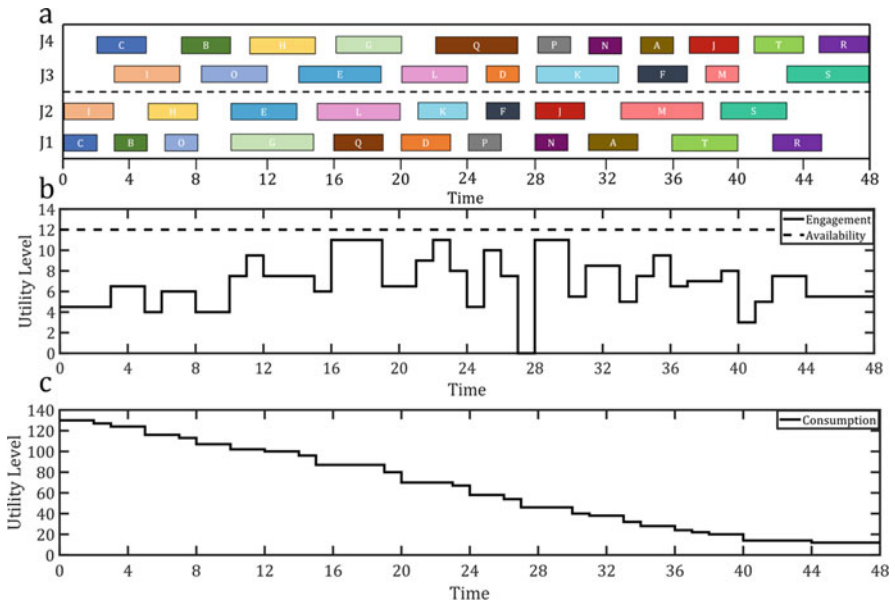 a
J4 C B H G Q P N A J T R
J3 I O E L D K F M S
J2 I H E L K F J M S
J1 C B O G Q D P N A T R
0 4 8 12 16 20 24 28 32 36 40 44 48
Time
b
14
12
10
8
6
4
2
0
Utility Level
Engagement
Availability
0 4 8 12 16 20 24 28 32 36 40 44 48
Time
c
140
120
100
80
60
40
20
0
Utility Level
Consumption
0 4 8 12 16 20 24 28 32 36 40 44 48
Time